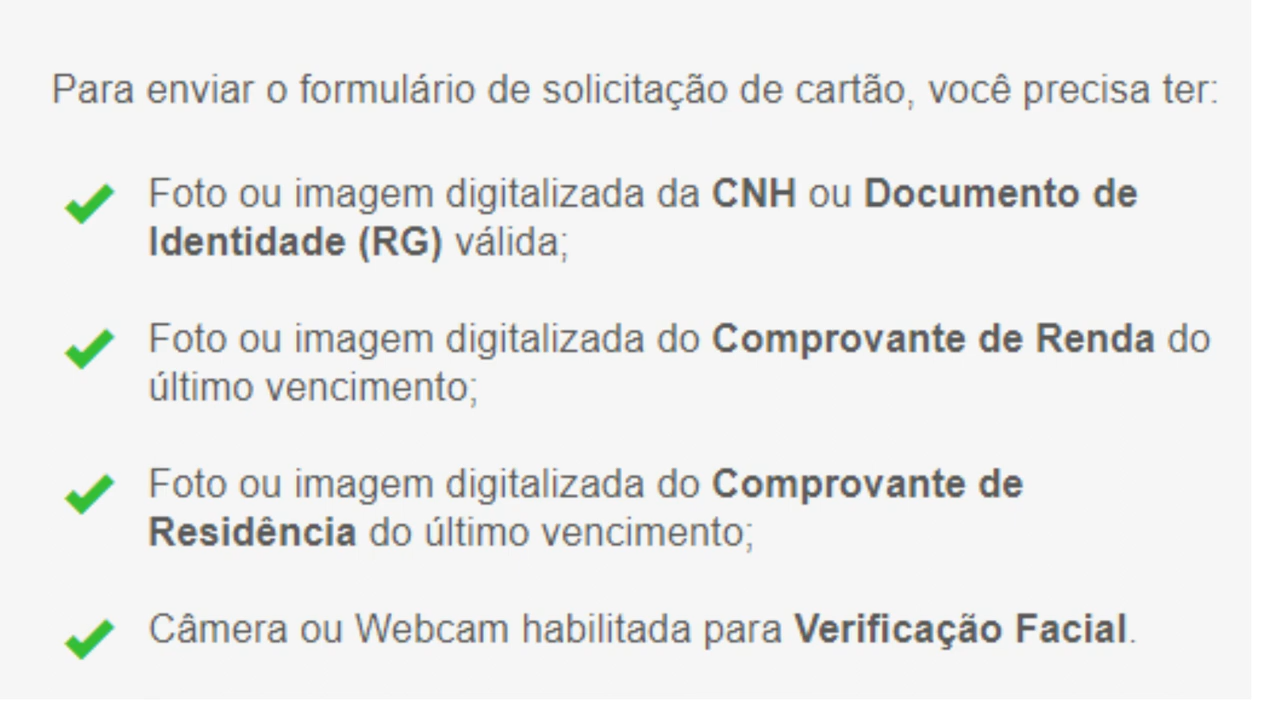 Para enviar o formulário de solicitação de cartão, você precisa ter:
Foto ou imagem digitalizada da CNH ou Documento de
Identidade (RG) válida;
Foto ou imagem digitalizada do Comprovante de Renda do
último vencimento;
Foto ou imagem digitalizada do Comprovante de
Residência do último vencimento;
Câmera ou Webcam habilitada para Verificação Facial.